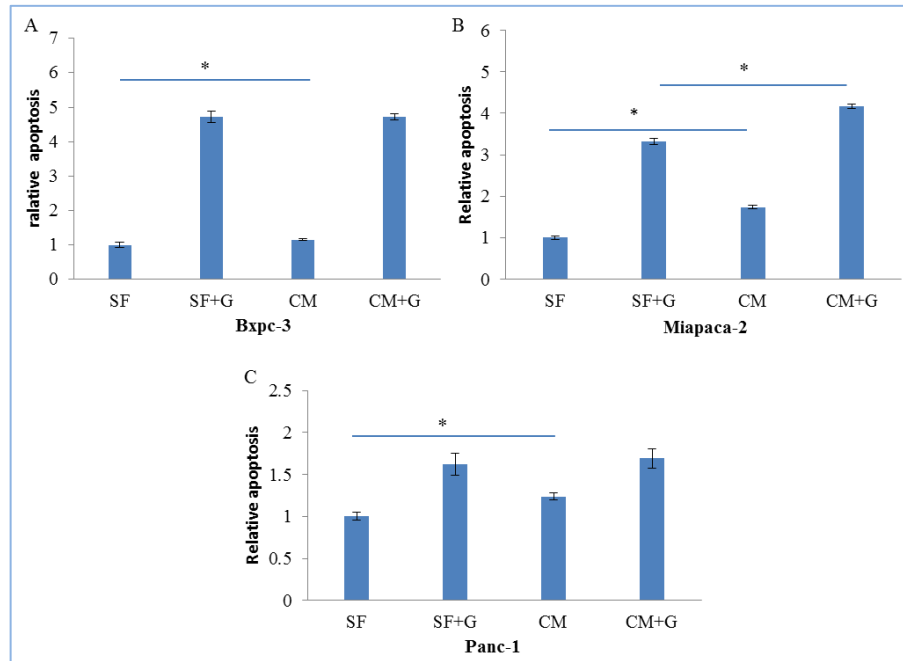 A
ralative apoptosis
7
6
5
4
3
2
1
0
*
SF SF+G CM CM+G
Bxpc-3
B
Relative apoptosis
6
5
4
3
2
1
0
*
*
SF SF+G CM CM+G
Miapaca-2
C
Relative apoptosis
2.5
2
1.5
1
0.5
0
*
SF SF+G CM CM+G
Panc-1